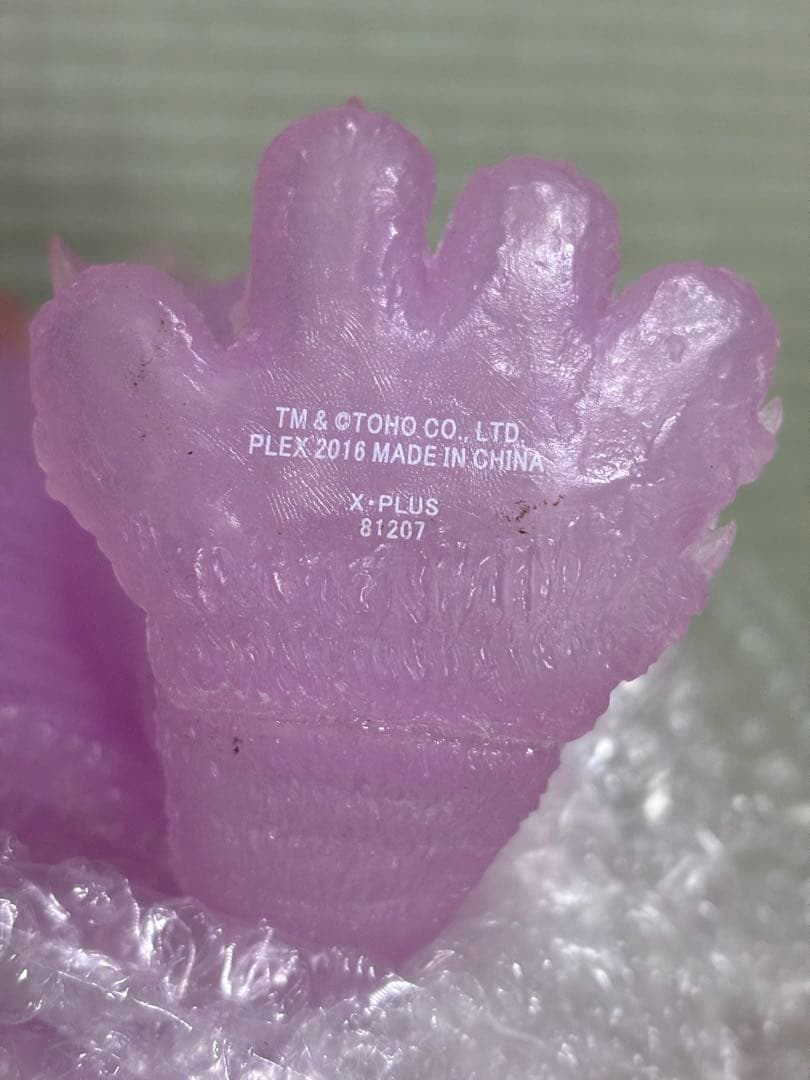 TM & ©TOHO CO., LTD.
PLEX 2016 MADE IN CHINA
X·PLUS
81207